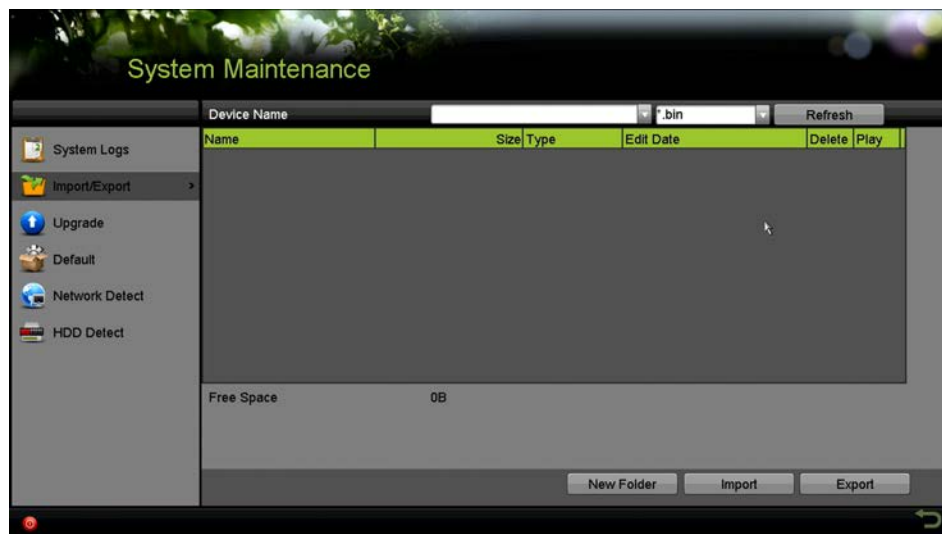 System Maintenance
Device Name *.bin Refresh
Name Size Type Edit Date Delete Play
System Logs
Import/Export >
Upgrade
Default
Network Detect
HDD Detect
Free Space 0B
New Folder Import Export